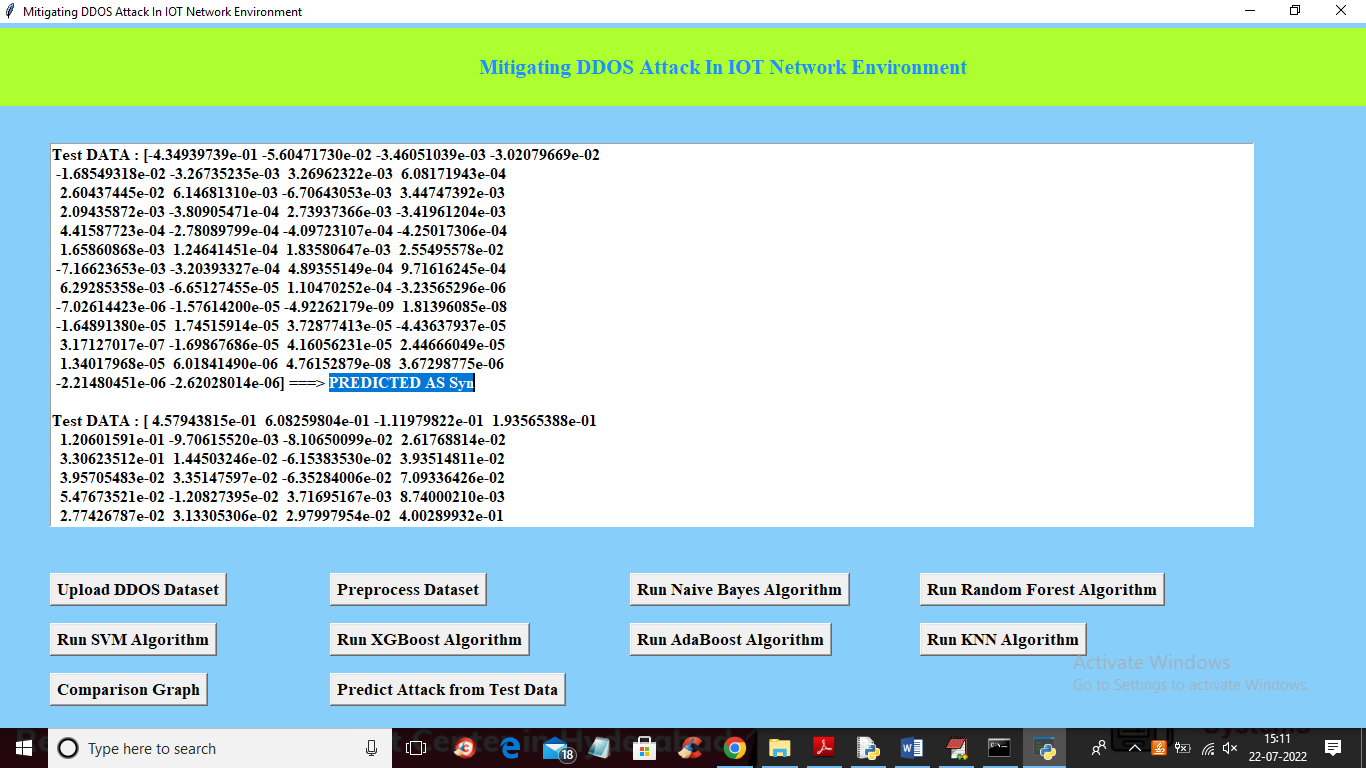 Mitigating DDOS Attack In IOT Network Environment
Mitigating DDOS Attack In IOT Network Environment
Test DATA : [-4.34939739e-01 -5.60471730e-02 -3.46051039e-03 -3.02079669e-02
-1.68549318e-02 -3.26735235e-03 3.26962322e-03 6.08171943e-04
2.60437445e-02 6.14681310e-03 -6.70643053e-03 3.44747392e-03
2.09435872e-03 -3.80905471e-04 2.73937366e-03 -3.41961204e-03
4.41587723e-04 -2.78089799e-04 -4.09723107e-04 -4.25017306e-04
1.65860868e-03 1.24641451e-04 1.83580647e-03 2.55495578e-02
-7.16623653e-03 -3.20393327e-04 4.89355149e-04 9.71616245e-04
6.29285358e-03 -6.65127455e-05 1.10470252e-04 -3.23565296e-06
-7.02614423e-06 -1.57614200e-05 -4.92262179e-09 1.81396085e-08
-1.64891380e-05 1.74515914e-05 3.72877413e-05 -4.43637937e-05
3.17127017e-07 -1.69867686e-05 4.16056231e-05 2.44666049e-05
1.34017968e-05 6.01841490e-06 4.76152879e-08 3.67298775e-06
-2.21480451e-06 -2.62028014e-06] ===> PREDICTED AS Syn
Test DATA : [ 4.57943815e-01 6.08259804e-01 -1.11979822e-01 1.93565388e-01
1.20601591e-01 -9.70615520e-03 -8.10650099e-02 2.61768814e-02
3.30623512e-01 1.44503246e-02 -6.15383530e-02 3.93514811e-02
3.95705483e-02 3.35147597e-02 -6.35284006e-02 7.09336426e-02
5.47673521e-02 -1.20827395e-02 3.71695167e-03 8.74000210e-03
2.77426787e-02 3.13305306e-02 2.97997954e-02 4.00289932e-01
Upload DDOS Dataset Preprocess Dataset Run Naive Bayes Algorithm Run Random Forest Algorithm
Run SVM Algorithm Run XGBoost Algorithm Run AdaBoost Algorithm Run KNN Algorithm
Activate Windows
Go to Settings to activate Windows.
Comparison Graph Predict Attack from Test Data
Type here to search
18
15:11
22-07-2022